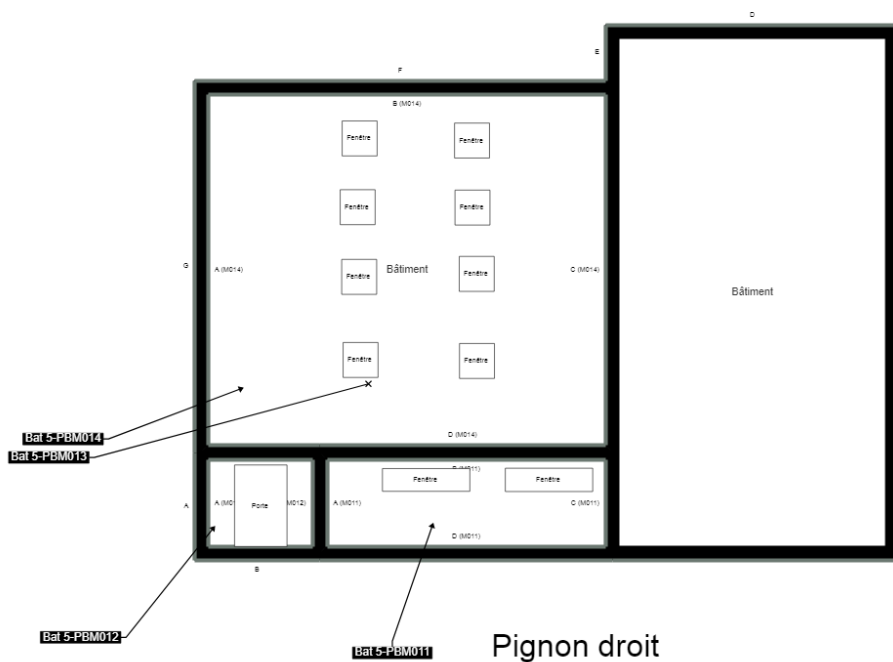 D
E
F
B (M014)
Fenêtre
Fenêtre
Fenêtre
Fenêtre
G
A (M014)
Fenêtre
Bâtiment
Fenêtre
C (M014)
Bâtiment
Fenêtre
Fenêtre
D (M014)
Bat 5-PBM014
Bat 5-PBM013
Fenêtre
Fenêtre
A
Porte
A (M011)
C (M011)
D (M011)
B
Bat 5-PBM012
Bat 5-PBM011
Pignon droit